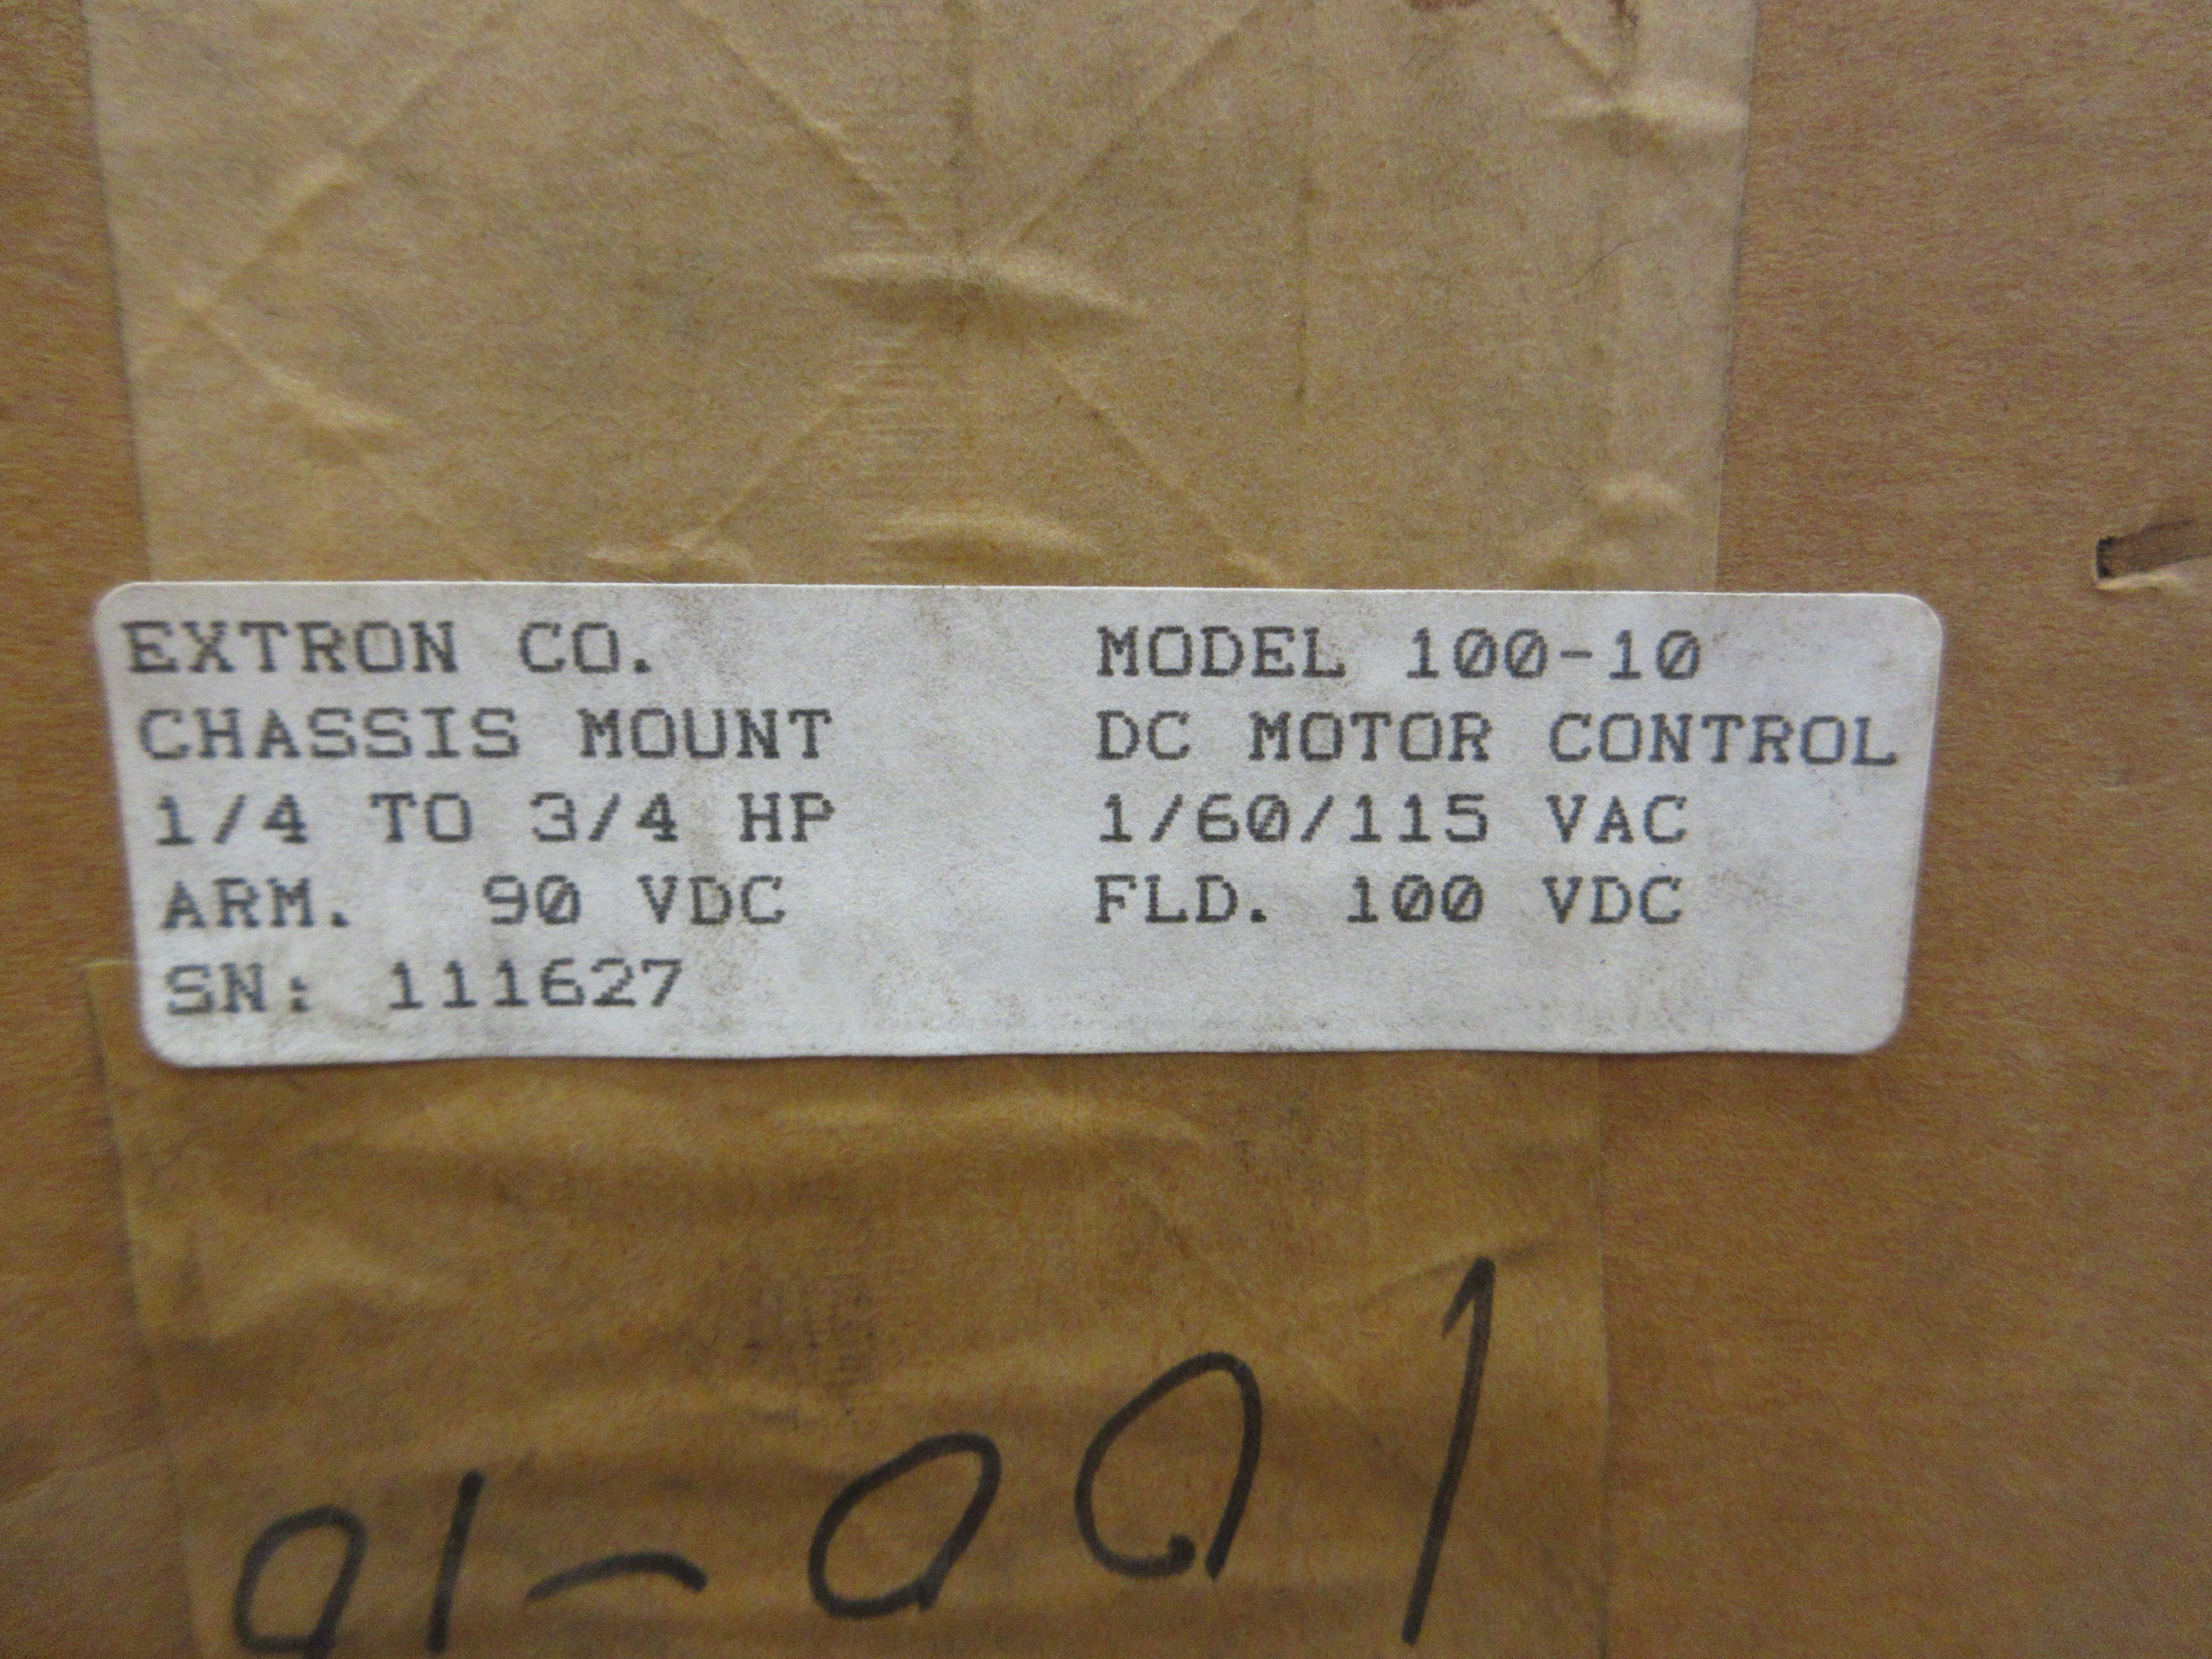 EXTRON CO. MODEL 100-10
CHASSIS MOUNT DC MOTOR CONTROL
1/4 TO 3/4 HP 1/60/115 VAC
ARM. 90 VDC FLD. 100 VDC
SN: 111627